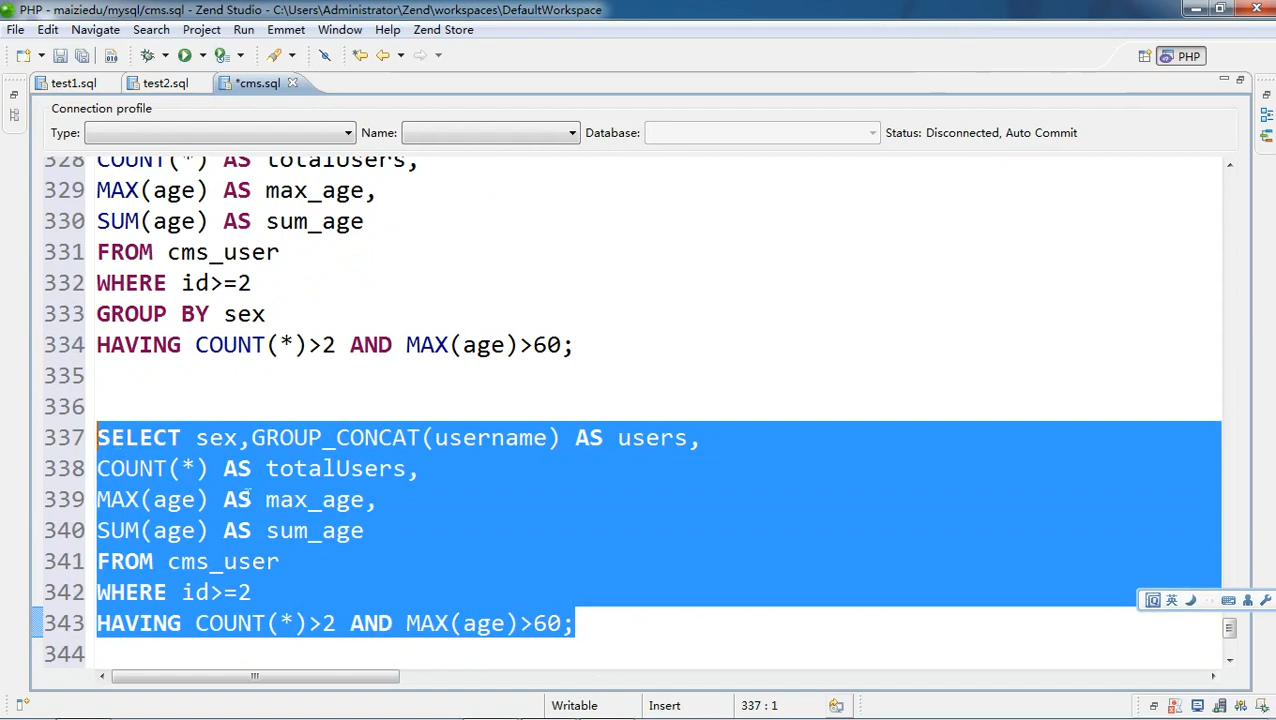 PHP - maiziedu/mysql/cms.sql - Zend Studio - C:\Users\Administrator\Zend\workspaces\DefaultWorkspace
File Edit Navigate Search Project Run Emmet Window Help Zend Store
PHP
test1.sql test2.sql *cms.sql
Connection profile
Type: Name: Database: Status: Disconnected, Auto Commit
328 COUNT(*) AS totalUsers,
329 MAX(age) AS max_age,
330 SUM(age) AS sum_age
331 FROM cms_user
332 WHERE id>=2
333 GROUP BY sex
334 HAVING COUNT(*)>2 AND MAX(age)>60;
335
336
337 SELECT sex,GROUP_CONCAT(username) AS users,
338 COUNT(*) AS totalUsers,
339 MAX(age) AS max_age,
340 SUM(age) AS sum_age
341 FROM cms_user
342 WHERE id>=2
英
343 HAVING COUNT(*)>2 AND MAX(age)>60;
344
Writable Insert 337 : 1